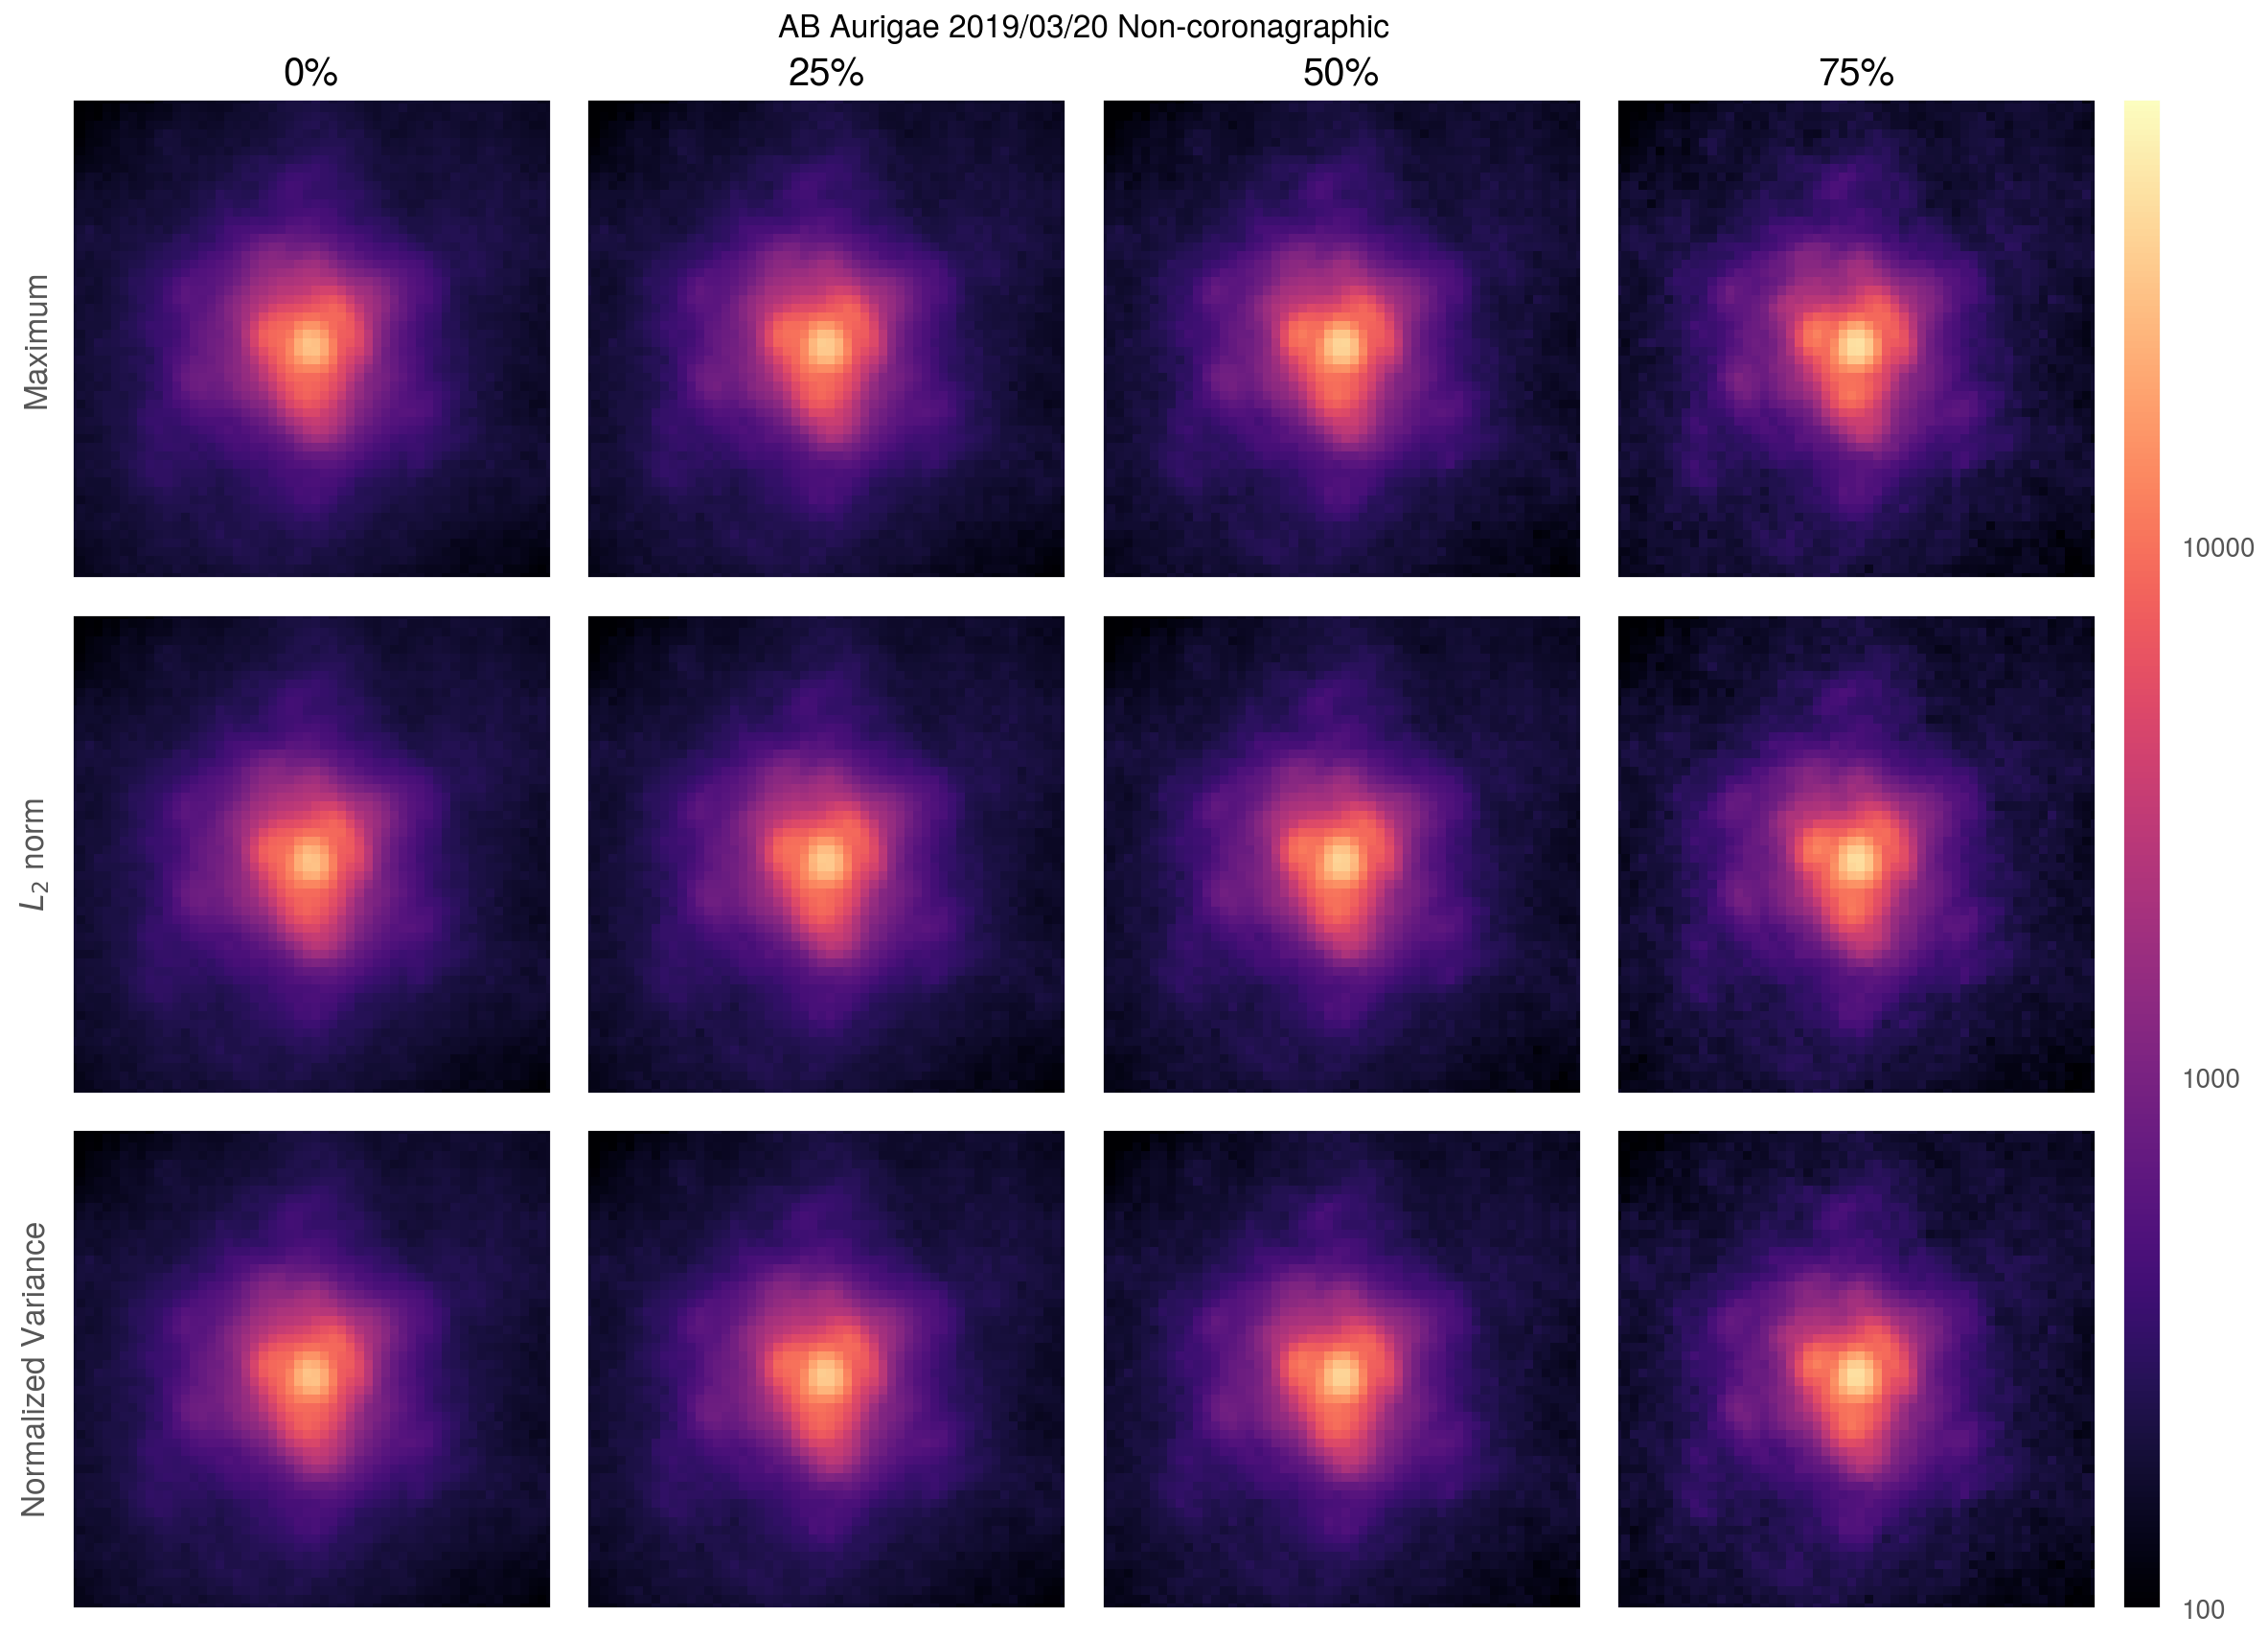 AB Aurigae 2019/03/20 Non-coronagraphic
0% 25% 50% 75%
Maximum
L2 norm
Normalized Variance
10000
1000
100